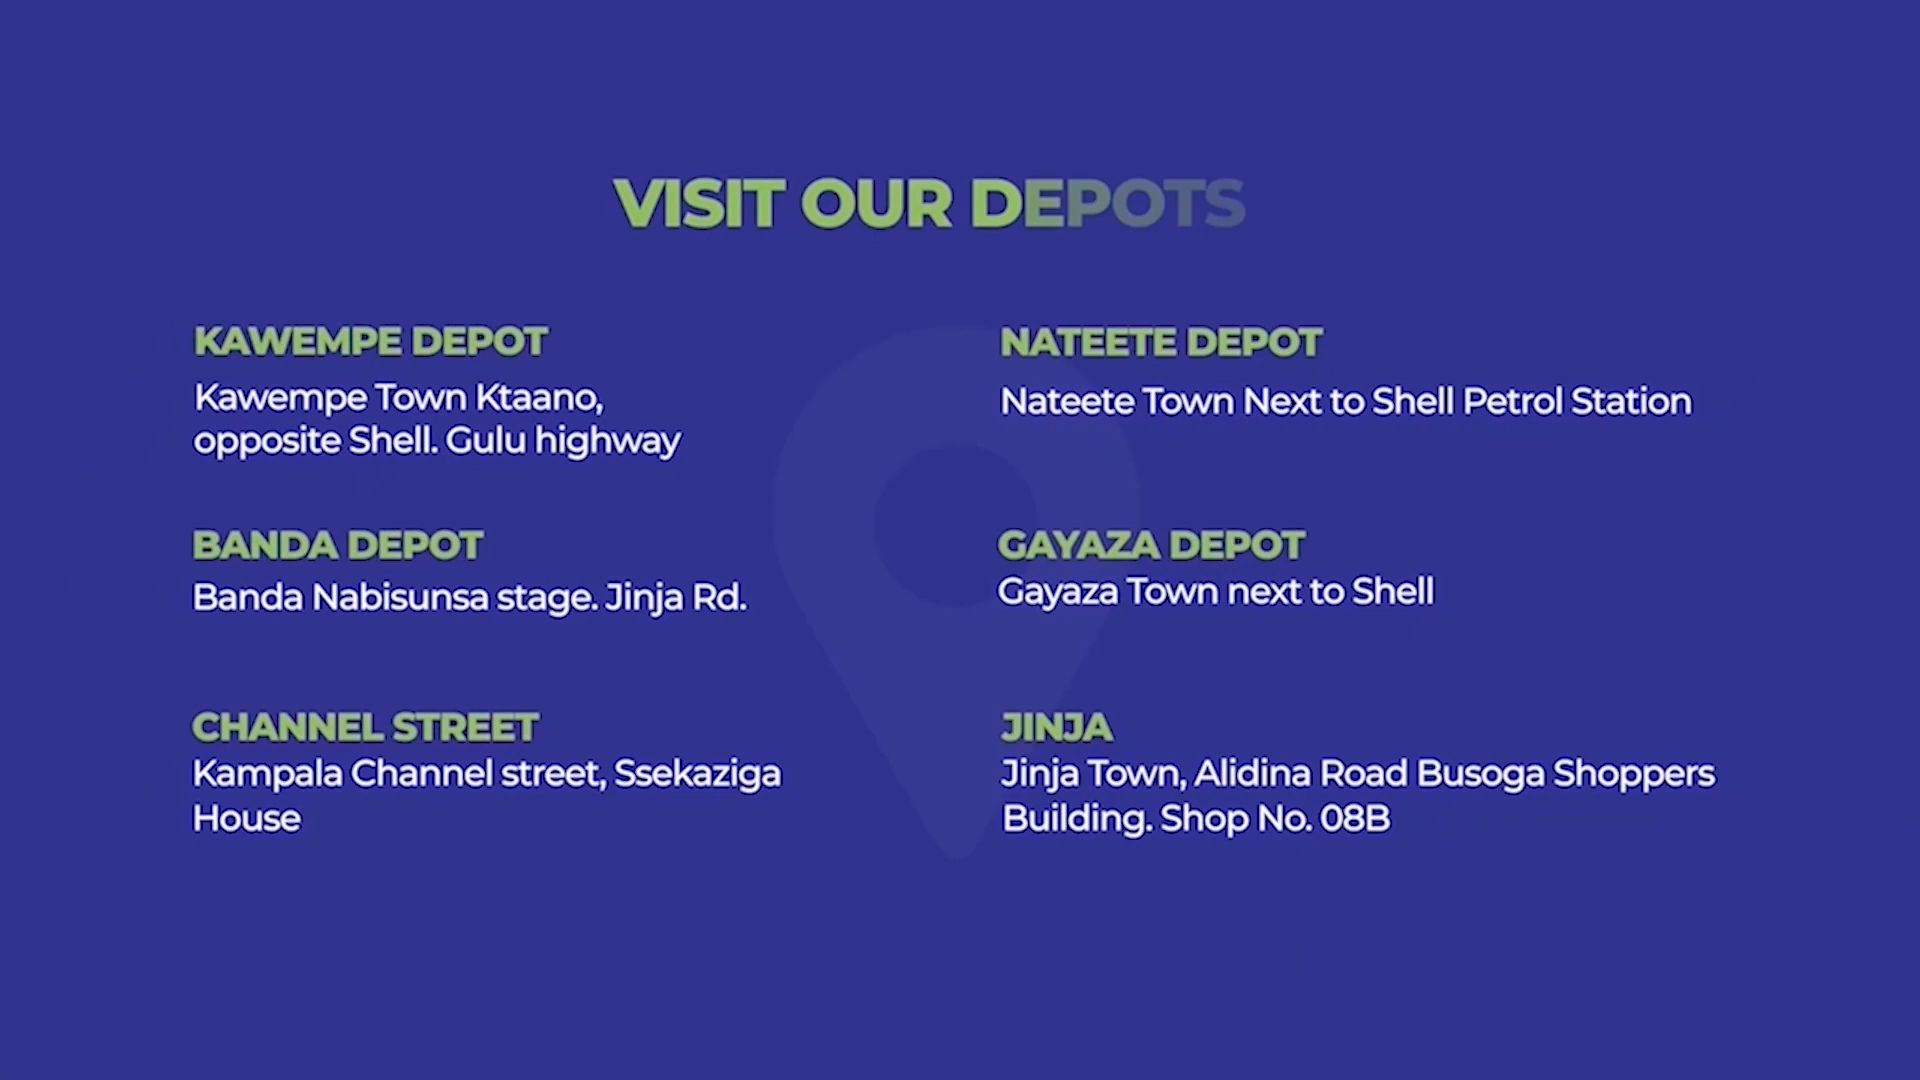 VISIT OUR DEPOTS
KAWEMPE DEPOT
Kawempe Town Ktaano,
opposite Shell. Gulu highway
NATEETE DEPOT
Nateete Town Next to Shell Petrol Station
BANDA DEPOT
Banda Nabisunsa stage. Jinja Rd.
GAYAZA DEPOT
Gayaza Town next to Shell
CHANNEL STREET
Kampala Channel street, Ssekaziga
House
JINJA
Jinja Town, Alidina Road Busoga Shoppers
Building. Shop No. 08B